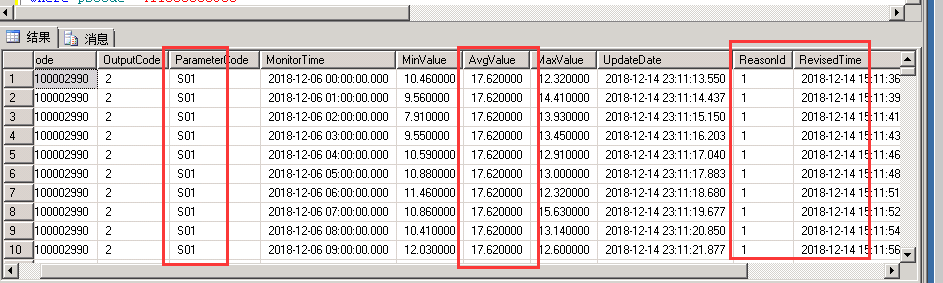 结果 消息
ode OutputCode ParameterCode MonitorTime MinValue AvgValue MaxValue UpdateDate ReasonId RevisedTime
1 100002990 2 S01 2018-12-06 00:00:00.000 10.460000 17.620000 12.320000 2018-12-14 23:11:13.550 1 2018-12-14 15:11:36
2 100002990 2 S01 2018-12-06 01:00:00.000 9.560000 17.620000 14.410000 2018-12-14 23:11:14.437 1 2018-12-14 15:11:39
3 100002990 2 S01 2018-12-06 02:00:00.000 7.910000 17.620000 13.930000 2018-12-14 23:11:15.150 1 2018-12-14 15:11:41
4 100002990 2 S01 2018-12-06 03:00:00.000 9.550000 17.620000 13.450000 2018-12-14 23:11:16.203 1 2018-12-14 15:11:43
5 100002990 2 S01 2018-12-06 04:00:00.000 10.590000 17.620000 12.910000 2018-12-14 23:11:17.040 1 2018-12-14 15:11:46
6 100002990 2 S01 2018-12-06 05:00:00.000 10.880000 17.620000 13.000000 2018-12-14 23:11:17.883 1 2018-12-14 15:11:48
7 100002990 2 S01 2018-12-06 06:00:00.000 11.460000 17.620000 12.320000 2018-12-14 23:11:18.680 1 2018-12-14 15:11:51
8 100002990 2 S01 2018-12-06 07:00:00.000 10.860000 17.620000 15.630000 2018-12-14 23:11:19.677 1 2018-12-14 15:11:52
9 100002990 2 S01 2018-12-06 08:00:00.000 10.410000 17.620000 13.140000 2018-12-14 23:11:20.850 1 2018-12-14 15:11:54
10 100002990 2 S01 2018-12-06 09:00:00.000 12.030000 17.620000 12.600000 2018-12-14 23:11:21.877 1 2018-12-14 15:11:56